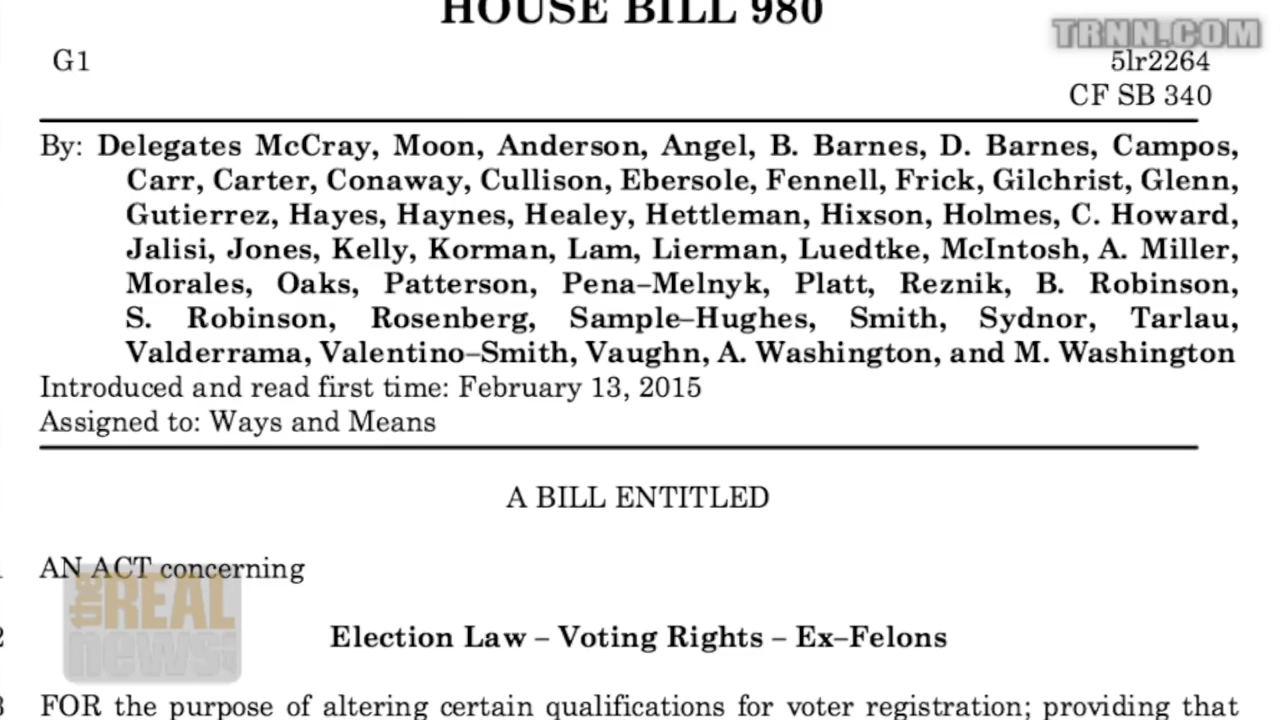 HOUSE BILL 980
TRNN.COM
G1 5lr2264
CF SB 340
By: Delegates McCray, Moon, Anderson, Angel, B. Barnes, D. Barnes, Campos,
Carr, Carter, Conaway, Cullison, Ebersole, Fennell, Frick, Gilchrist, Glenn,
Gutierrez, Hayes, Haynes, Healey, Hettleman, Hixson, Holmes, C. Howard,
Jalisi, Jones, Kelly, Korman, Lam, Lierman, Luedtke, McIntosh, A. Miller,
Morales, Oaks, Patterson, Pena–Melnyk, Platt, Reznik, B. Robinson,
S. Robinson, Rosenberg, Sample–Hughes, Smith, Sydnor, Tarlau,
Valderrama, Valentino–Smith, Vaughn, A. Washington, and M. Washington
Introduced and read first time: February 13, 2015
Assigned to: Ways and Means
A BILL ENTITLED
AN ACT concerning
the REAL
news
2 Election Law – Voting Rights – Ex–Felons
3 FOR the purpose of altering certain qualifications for voter registration; providing that